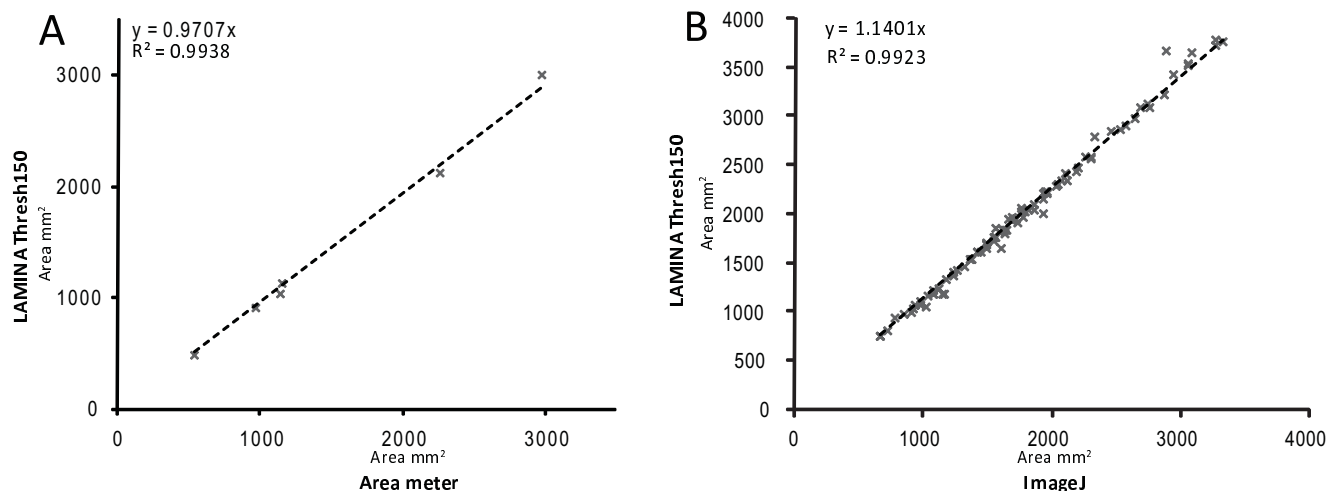 A
y = 0.9707x
R² = 0.9938
3000
2000
1000
0
LAMINA Thresh150
Area mm²
0 1000 2000 3000
Area mm²
Area meter
B
y = 1.1401x
R² = 0.9923
4000
3500
3000
2500
2000
1500
1000
500
0
LAMINA Thresh150
Area mm²
0 1000 2000 3000 4000
Area mm²
ImageJ